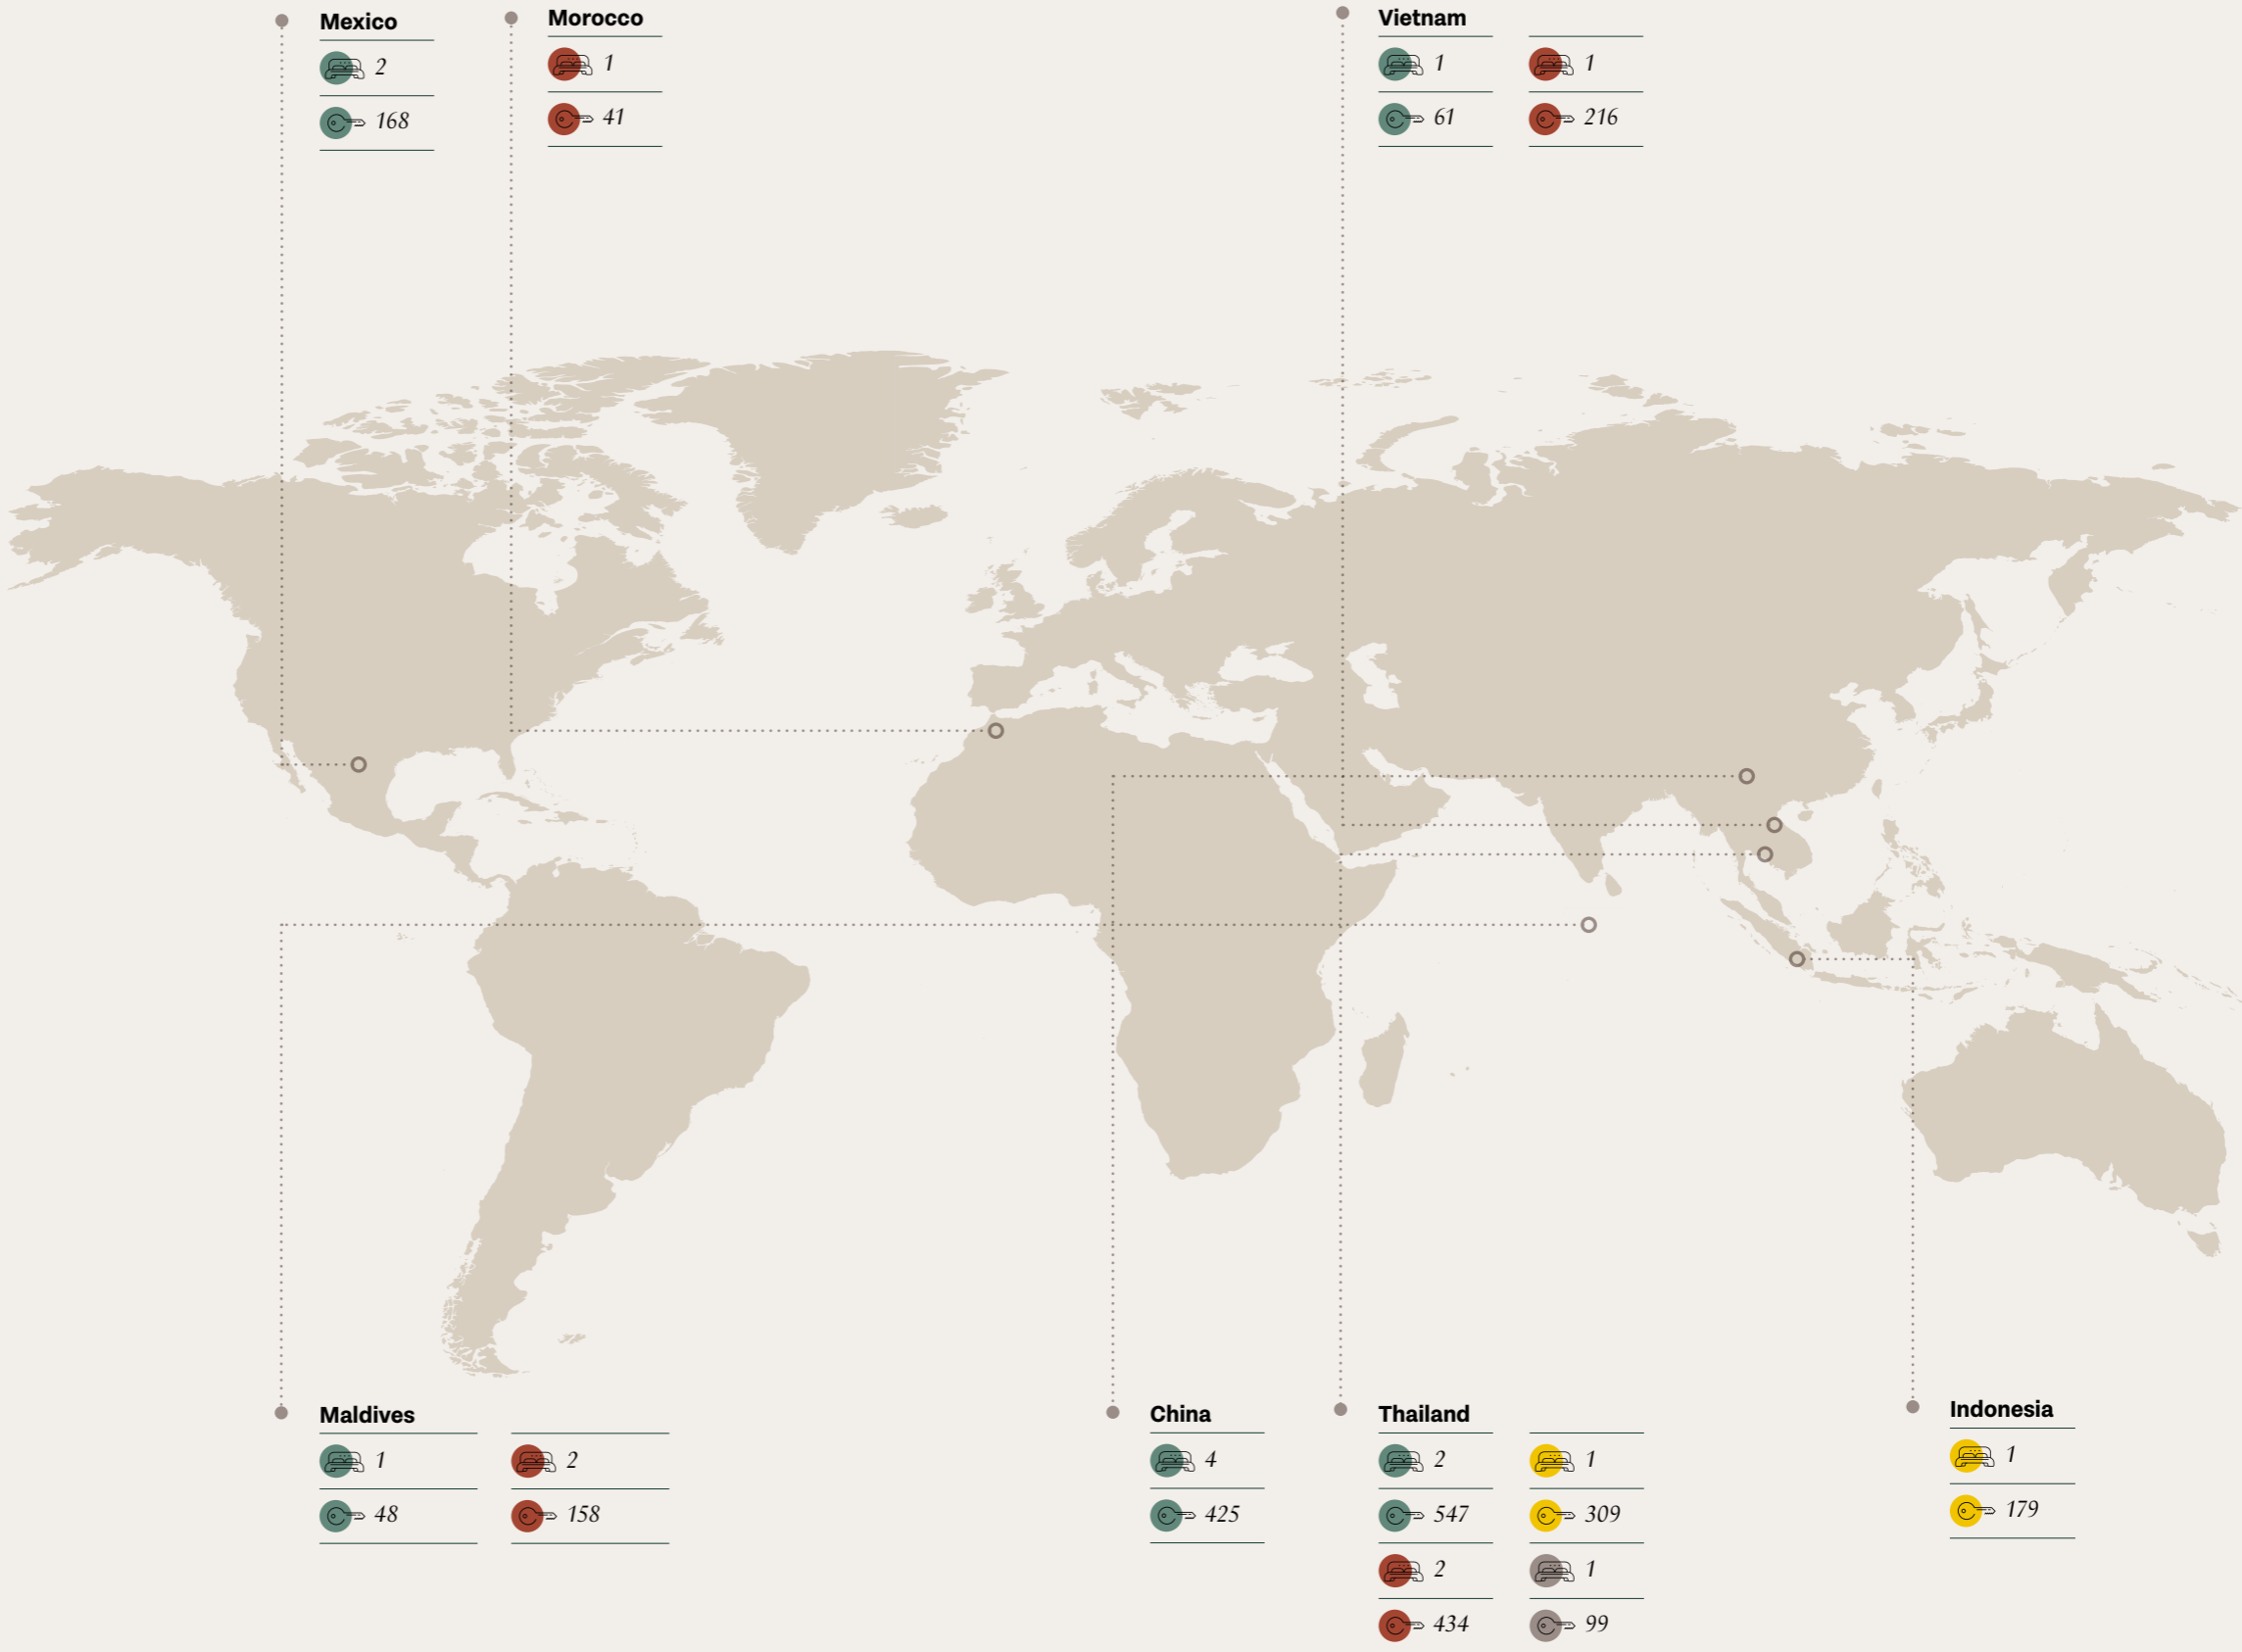 Mexico
2
168
Morocco
1
41
Vietnam
1 1
61 216
Maldives
1 2
48 158
China
4
425
Thailand
2 1
547 309
2 1
434 99
Indonesia
1
179